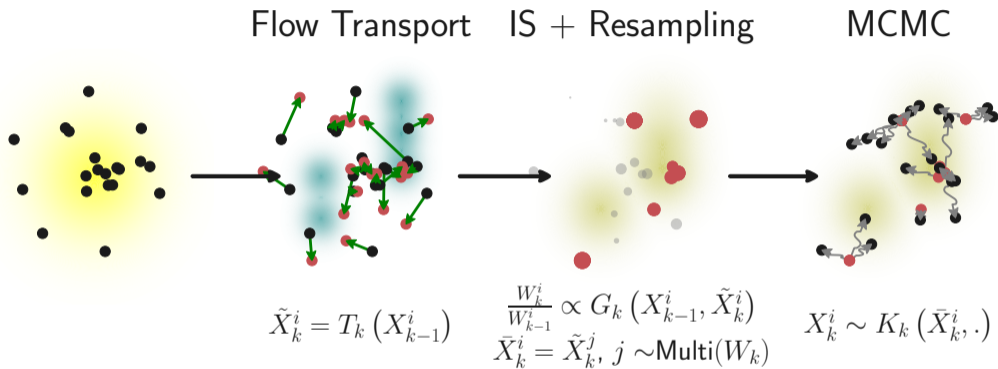 Flow Transport
IS + Resampling
MCMC
X̃ᵢₖ = Tₖ (Xⁱₖ₋₁)
Wⁱₖ / Wⁱₖ₋₁ ∝ Gₖ (Xⁱₖ₋₁, X̃ⁱₖ)
X̄ⁱₖ = X̃ʲₖ, j ∼Multi(Wₖ)
Xⁱₖ ∼ Kₖ (X̄ⁱₖ, .)